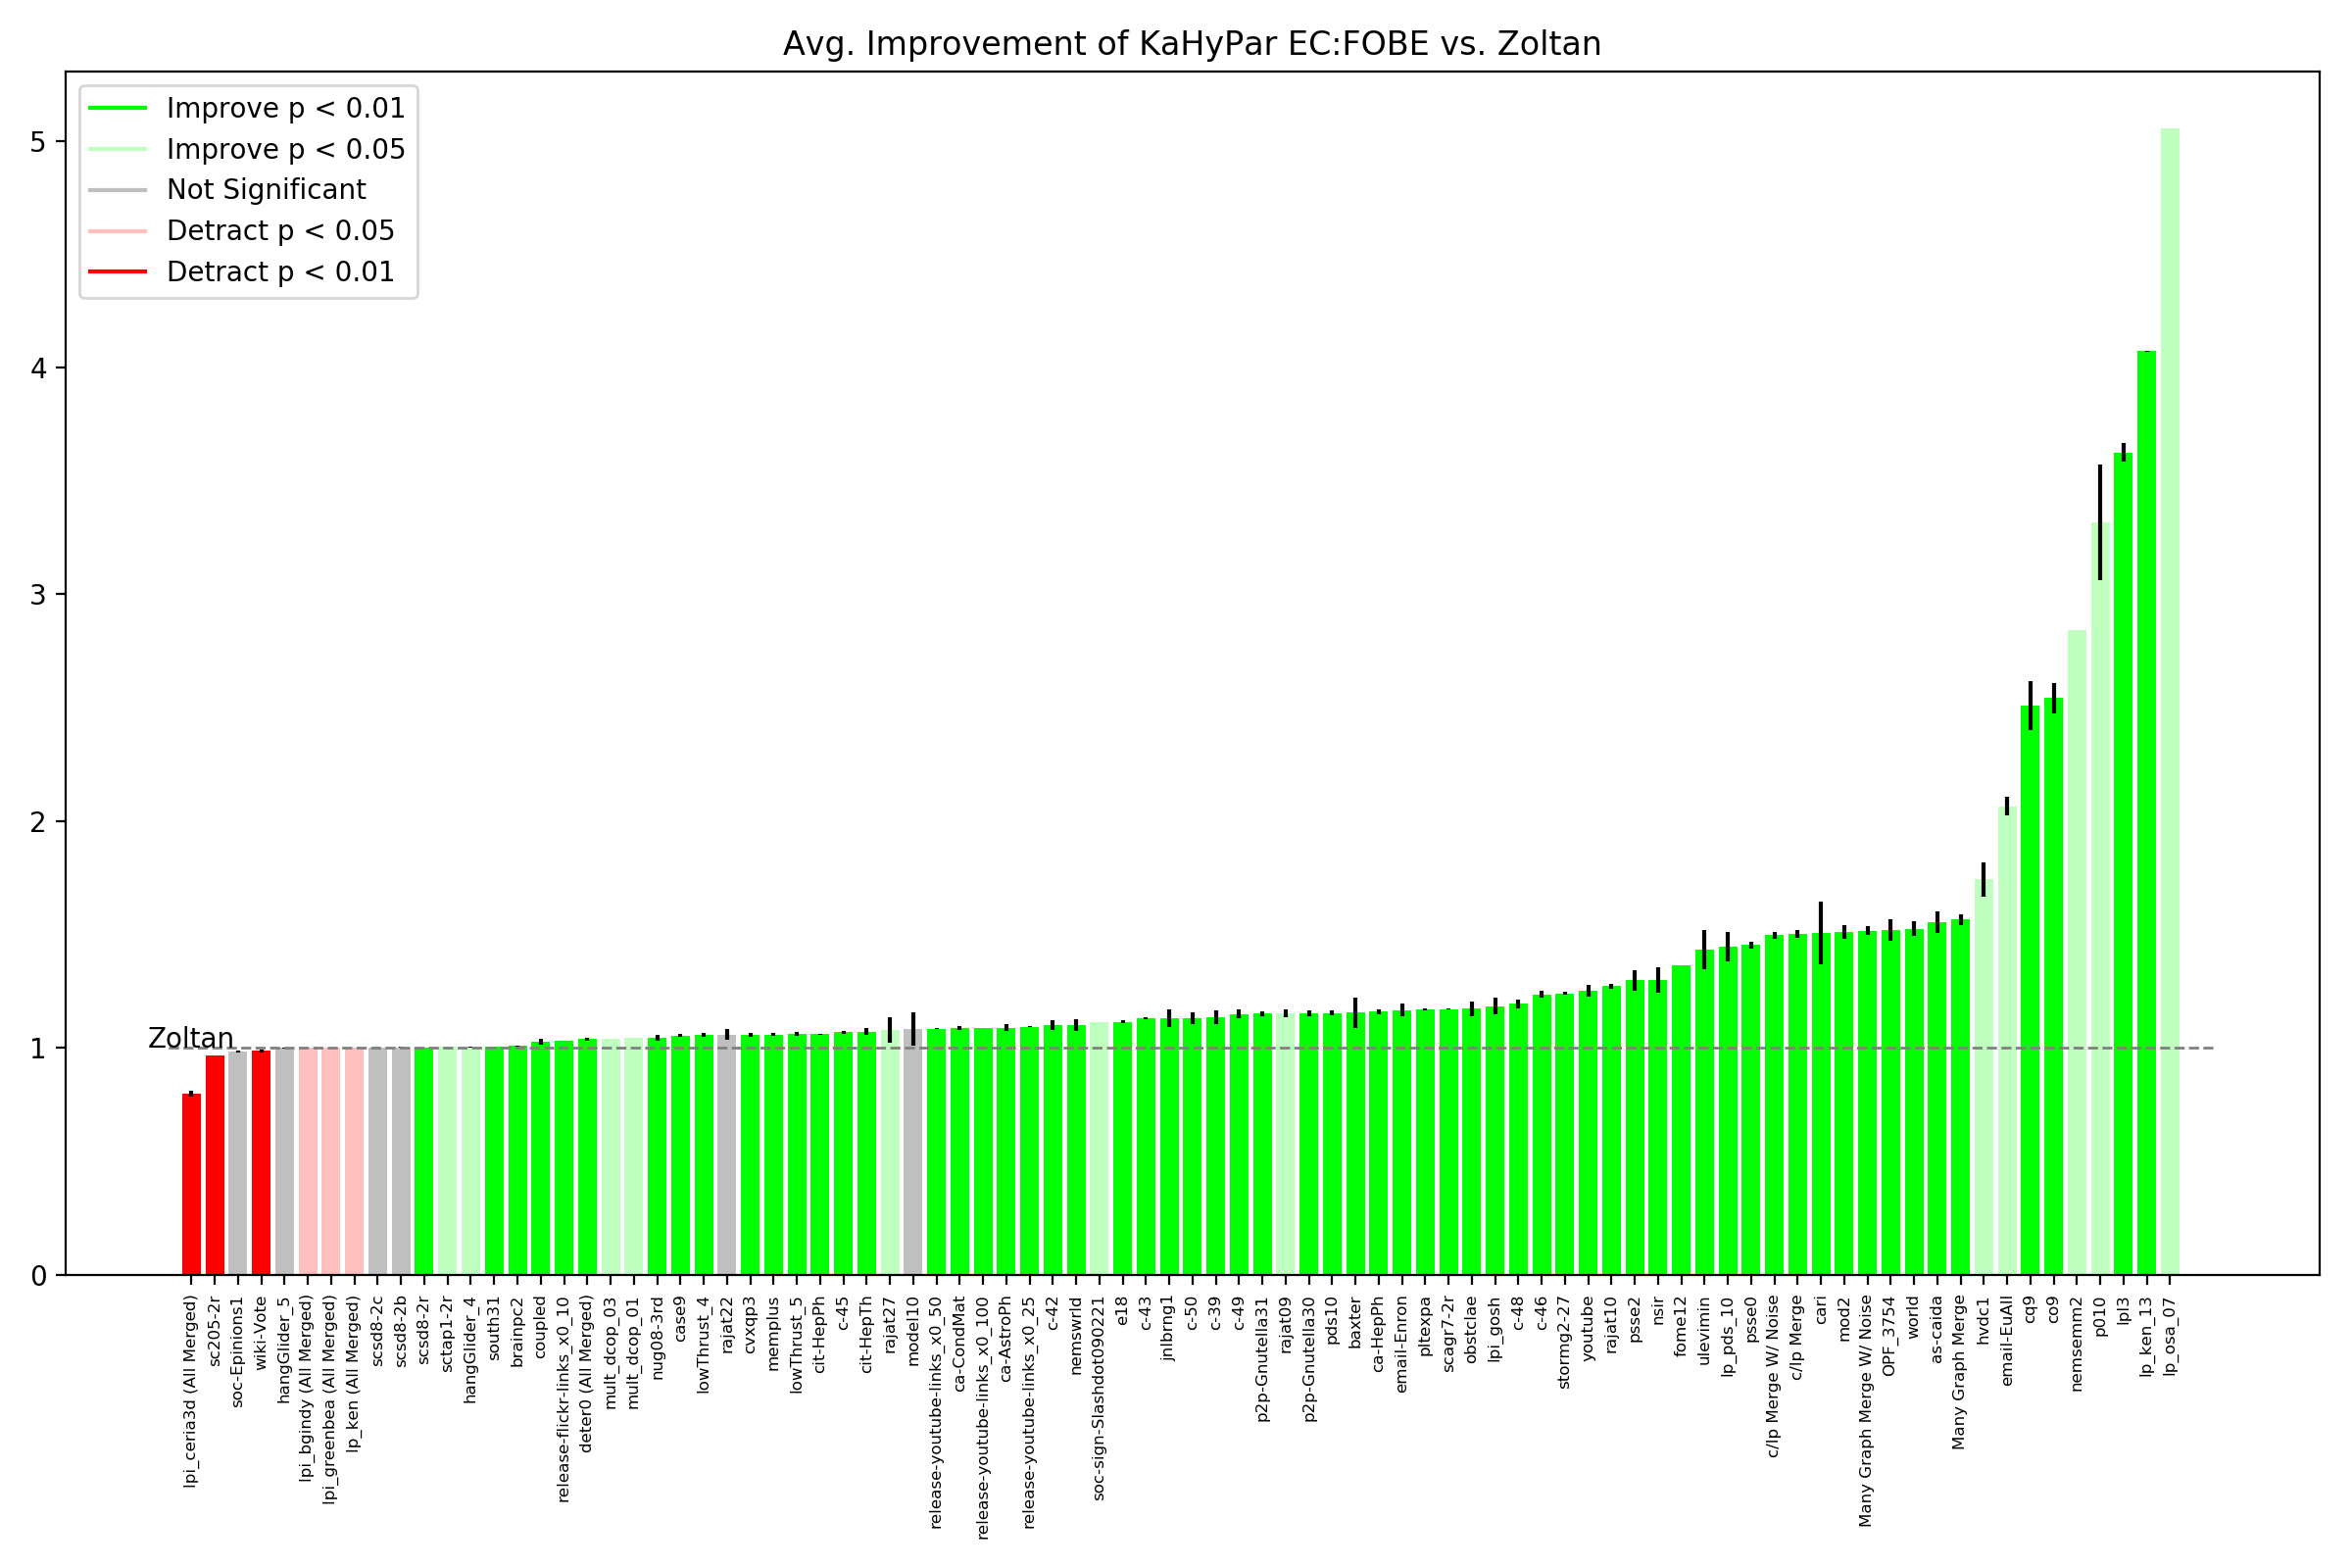 Avg. Improvement of KaHyPar EC:FOBE vs. Zoltan
Improve p < 0.01
Improve p < 0.05
Not Significant
Detract p < 0.05
Detract p < 0.01
5
4
3
2
1
0
Zoltan
lpi_ceria3d (All Merged)
sc205-2r
soc-Epinions1
wiki-Vote
hangGlider_5
lpi_bgindy (All Merged)
lpi_greenbea (All Merged)
lp_ken (All Merged)
scsd8-2c
scsd8-2b
scsd8-2r
sctap1-2r
hangGlider_4
south31
brainpc2
coupled
release-flickr-links_x0_10
deter0 (All Merged)
mult_dcop_03
mult_dcop_01
nug08-3rd
case9
lowThrust_4
rajat22
cvxqp3
memplus
lowThrust_5
cit-HepPh
c-45
cit-HepTh
rajat27
model10
release-youtube-links_x0_50
ca-CondMat
release-youtube-links_x0_100
ca-AstroPh
release-youtube-links_x0_25
c-42
nemswrld
soc-sign-Slashdot090221
e18
c-43
jnlbrng1
c-50
c-39
c-49
p2p-Gnutella31
rajat09
p2p-Gnutella30
pds10
baxter
ca-HepPh
email-Enron
pltexpa
scagr7-2r
obstclae
lpi_gosh
c-48
c-46
stormg2-27
youtube
rajat10
psse2
nsir
fome12
ulevimin
lp_pds_10
psse0
c/lp Merge W/ Noise
c/lp Merge
cari
mod2
Many Graph Merge W/ Noise
OPF_3754
world
as-caida
Many Graph Merge
hvdc1
email-EuAll
cq9
co9
nemsemm2
p010
lpl3
lp_ken_13
lp_osa_07